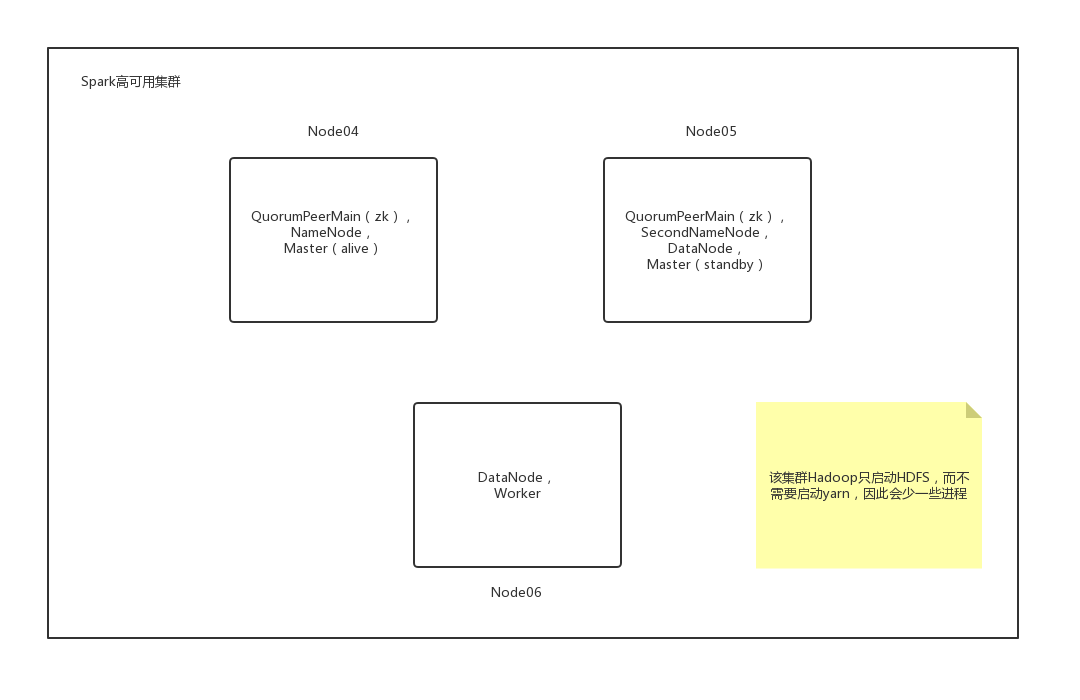 Spark高可用集群
Node04
QuorumPeerMain（zk），
NameNode，
Master（alive）
Node05
QuorumPeerMain（zk），
SecondNameNode，
DataNode，
Master（standby）
DataNode，
Worker
Node06
该集群Hadoop只启动HDFS，而不
需要启动yarn，因此会少一些进程